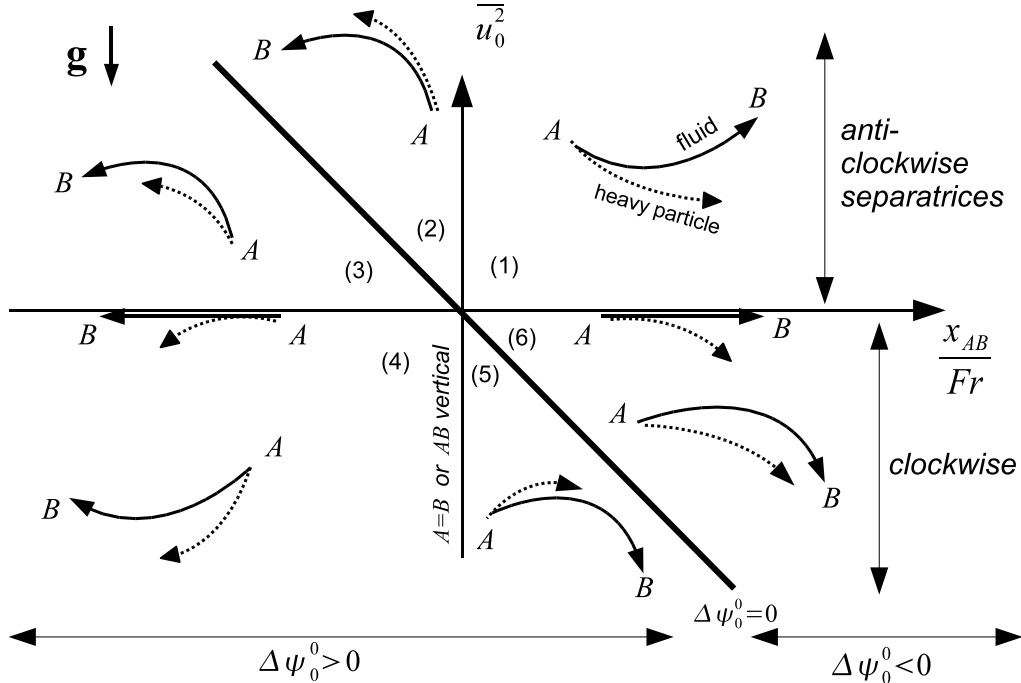 g
B
A
u₀²
A
B
fluid
heavy particle
anti-
clockwise
separatrices
B
A
(2)
(3)
(1)
B
A
A
B
x_AB
Fr
(4)
(5)
(6)
A=B or AB vertical
A
B
A
B
clockwise
A
B
A
B
Δψ₀⁰=0
Δψ₀⁰>0
Δψ₀⁰<0